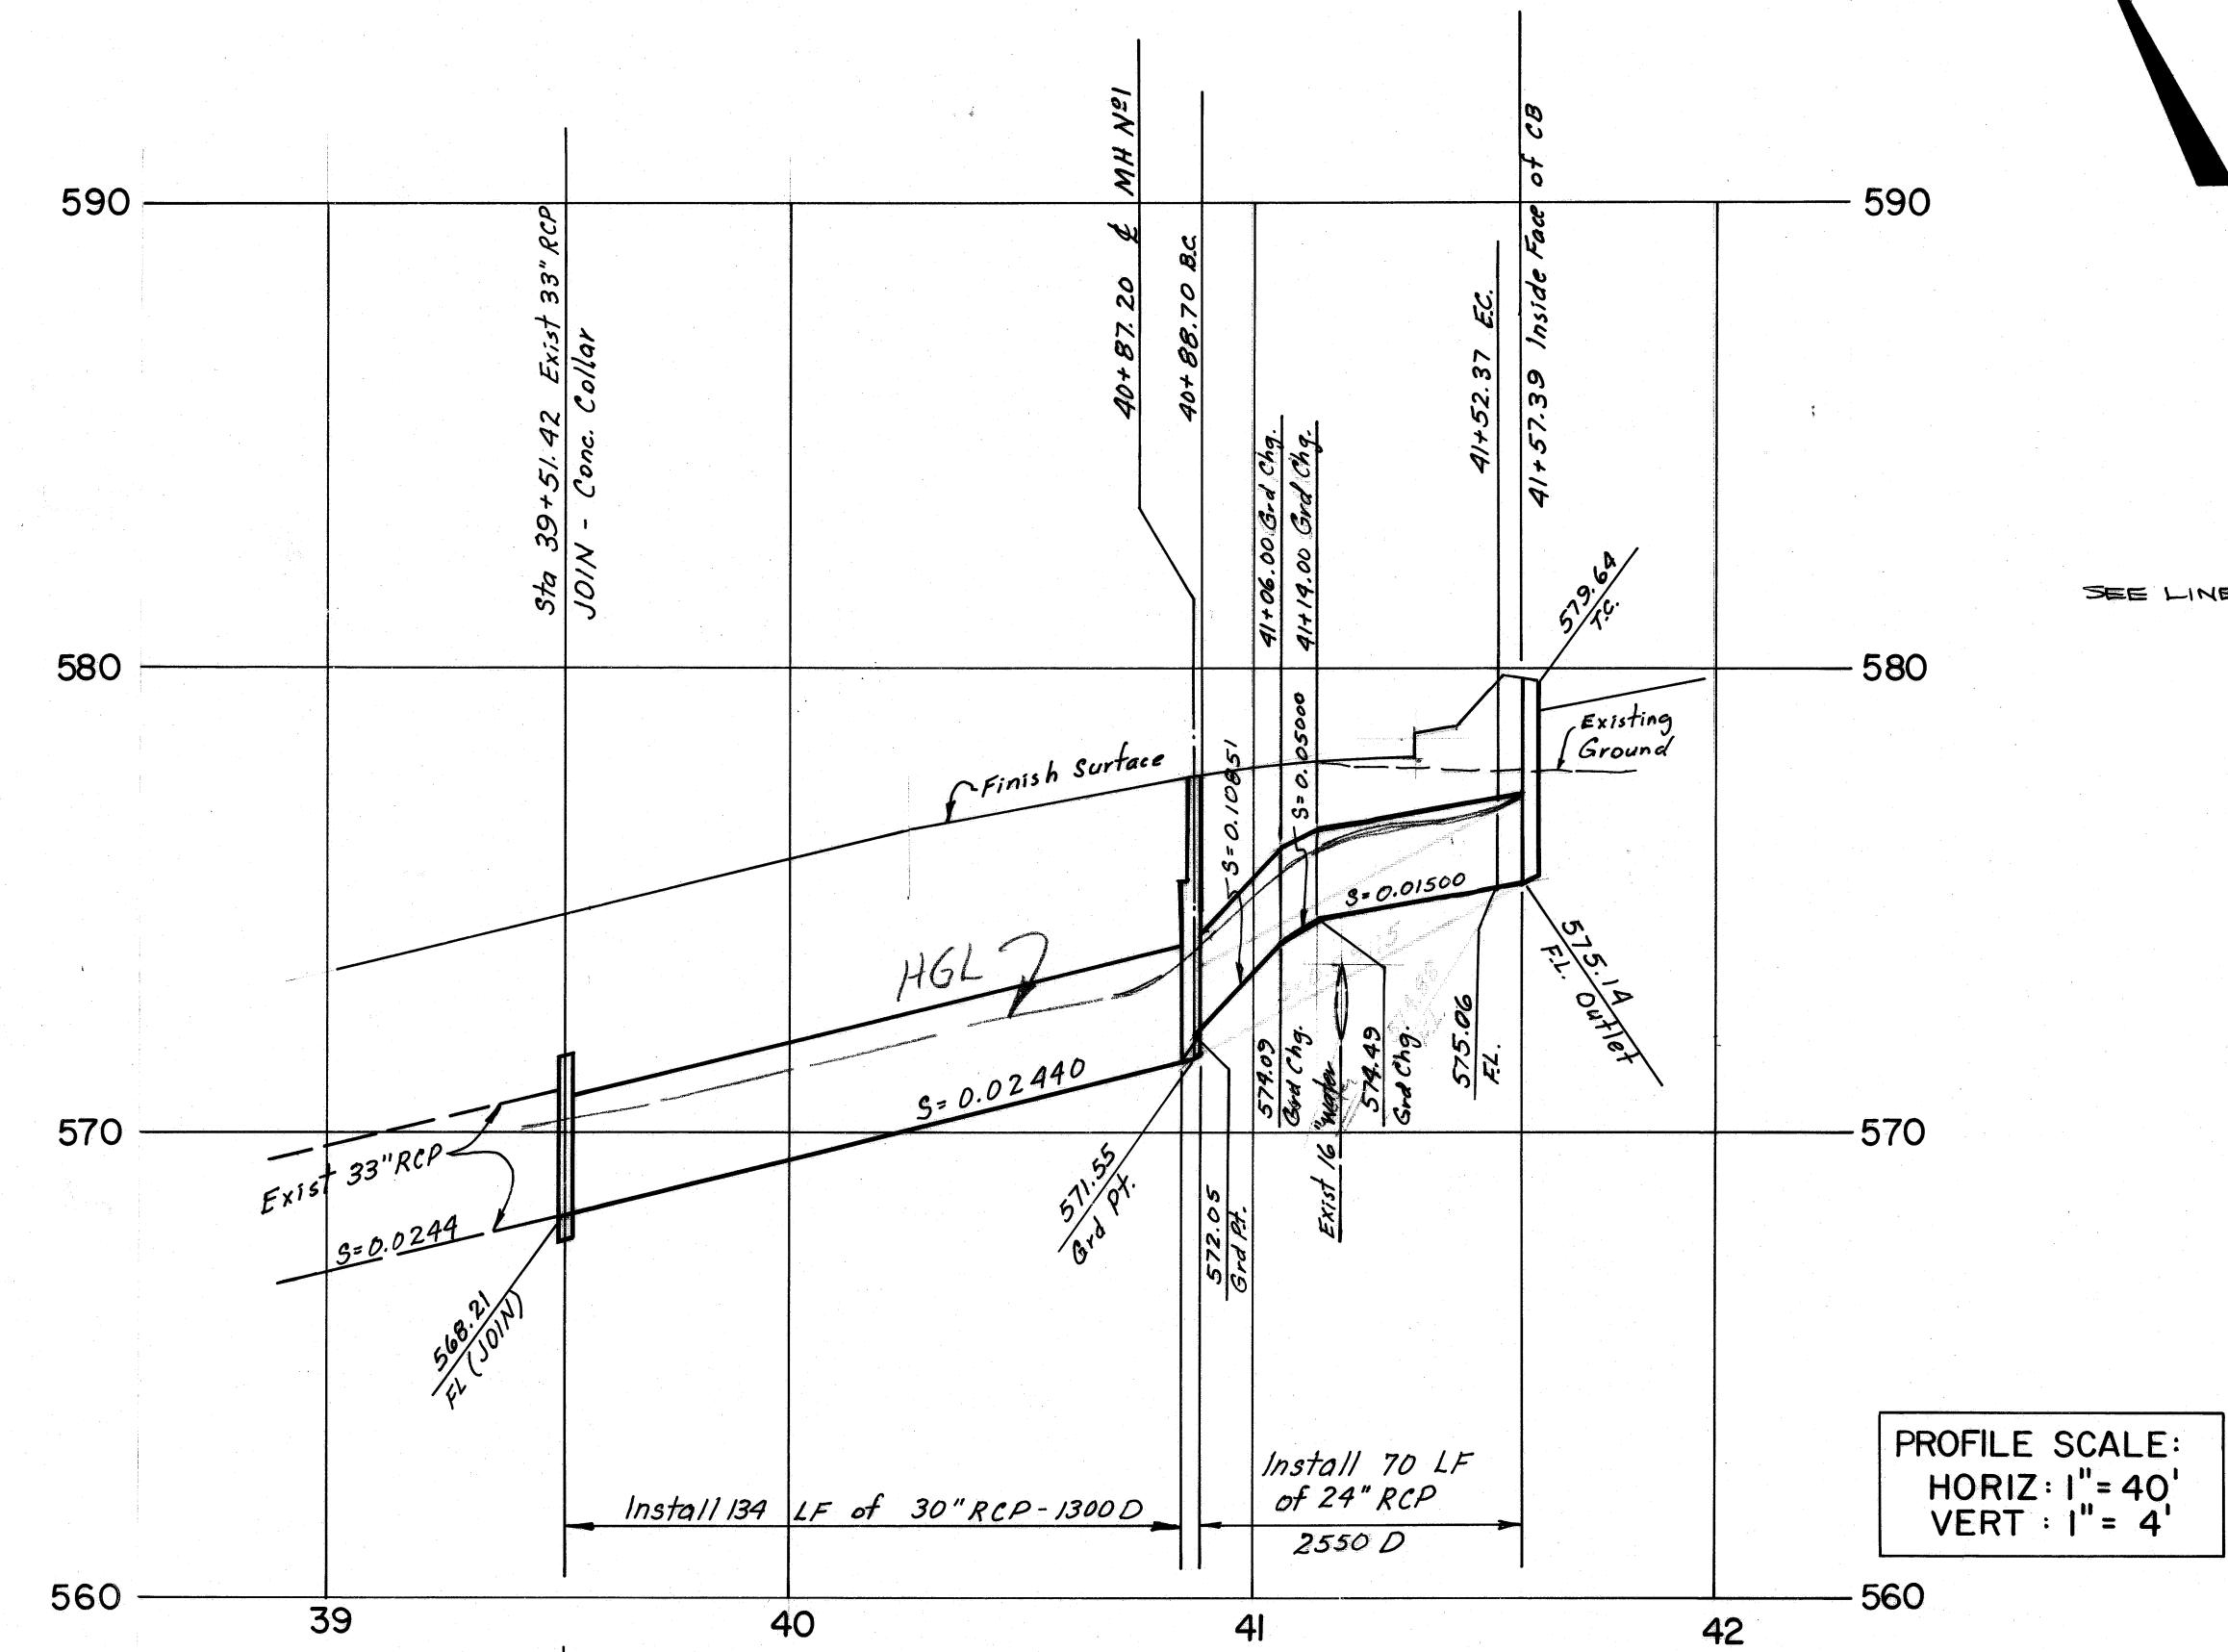 40+87.20 ℄ MH Nº1
40+88.70 B.C.
41+57.39 Inside Face of CB
590
590
Sta 39+51.42 Exist 33" RCP
JOIN - Conc. Collar
41+52.37 E.C.
41+06.00 Grd Chg.
41+14.00 Grd Chg.
579.64
T.C.
SEE LINE
580
580
Finish Surface
S=0.10851
S=0.05000
Existing
Ground
S=0.01500
HGL
575.14
F.L. Outlet
S=0.02440
574.09
Grd Chg.
Exist 16" Water
574.49
Grd Chg.
575.06
F.L.
570
570
Exist 33" RCP
S=0.0244
571.55
Grd Pt.
572.05
Grd Pt.
568.21
FL (JOIN)
Install 134 LF of 30" RCP - 1300 D
Install 70 LF
of 24" RCP
2550 D
PROFILE SCALE:
HORIZ: 1" = 40'
VERT : 1" = 4'
560
560
39
40
41
42